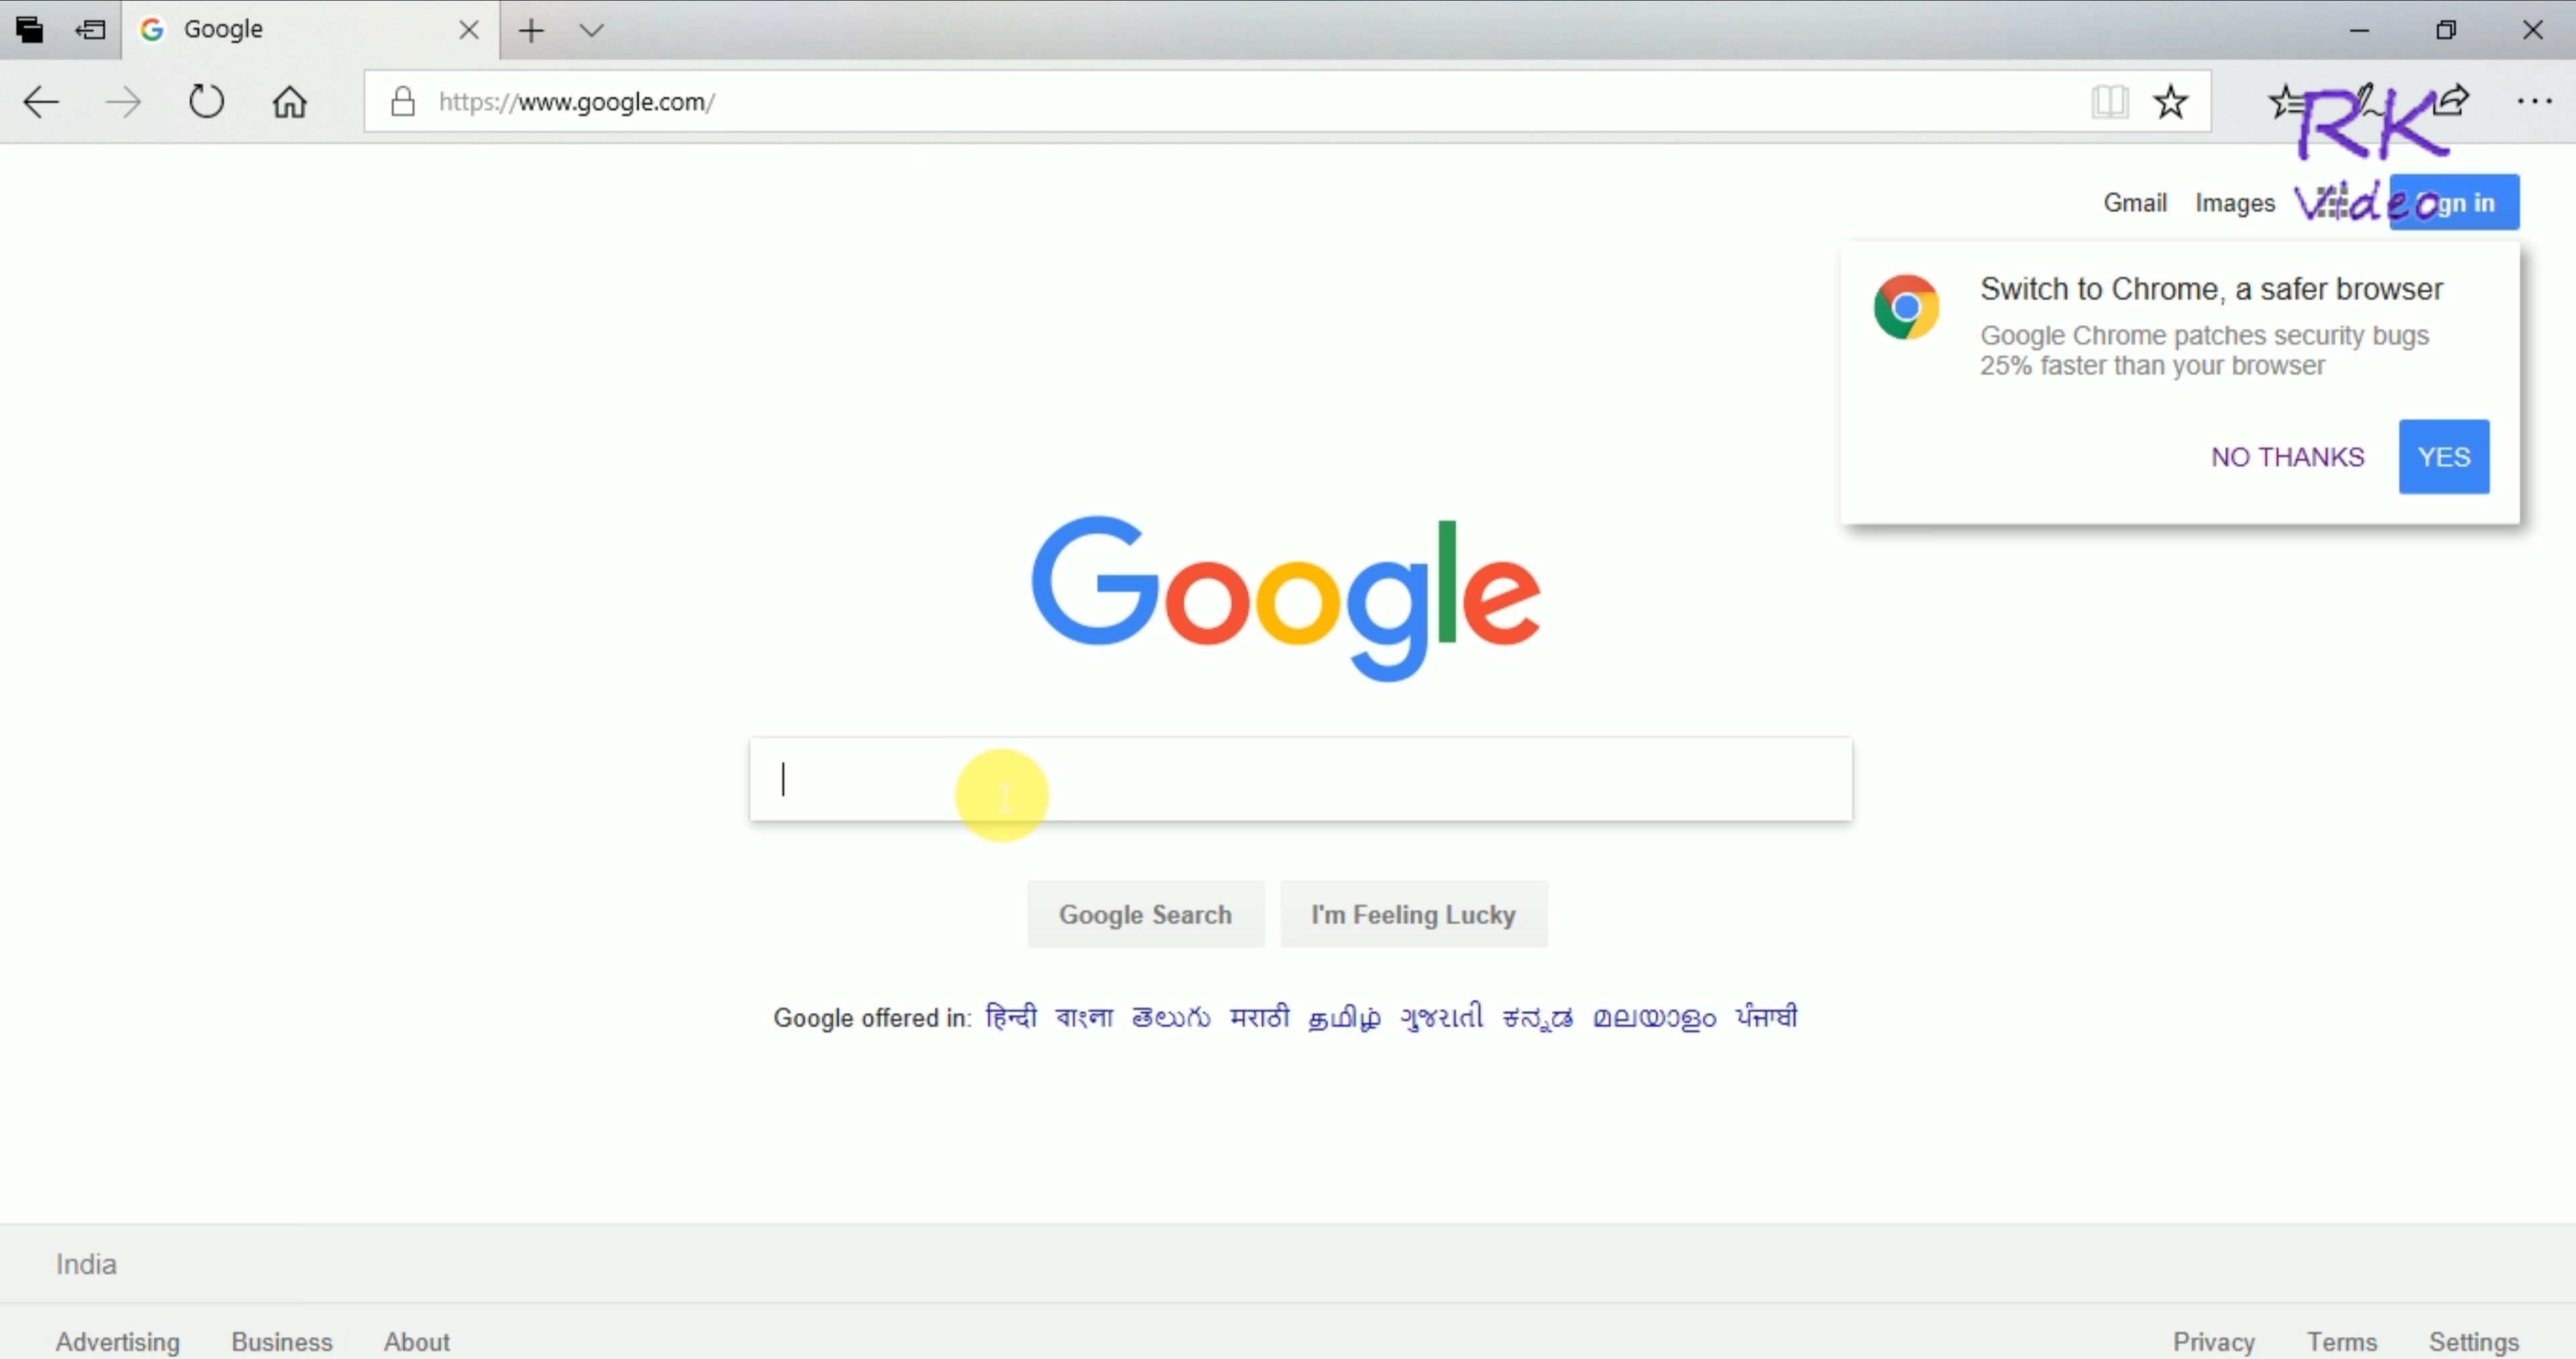 Google
https://www.google.com/
RK
Video
Gmail Images Sign in
Switch to Chrome, a safer browser
Google Chrome patches security bugs
25% faster than your browser
NO THANKS YES
Google
Google Search I'm Feeling Lucky
Google offered in: हिन्दी বাংলা తెలుగు मराठी தமிழ் ગુજરાતી ಕನ್ನಡ മലയാളം ਪੰਜਾਬੀ
India
Advertising Business About Privacy Terms Settings